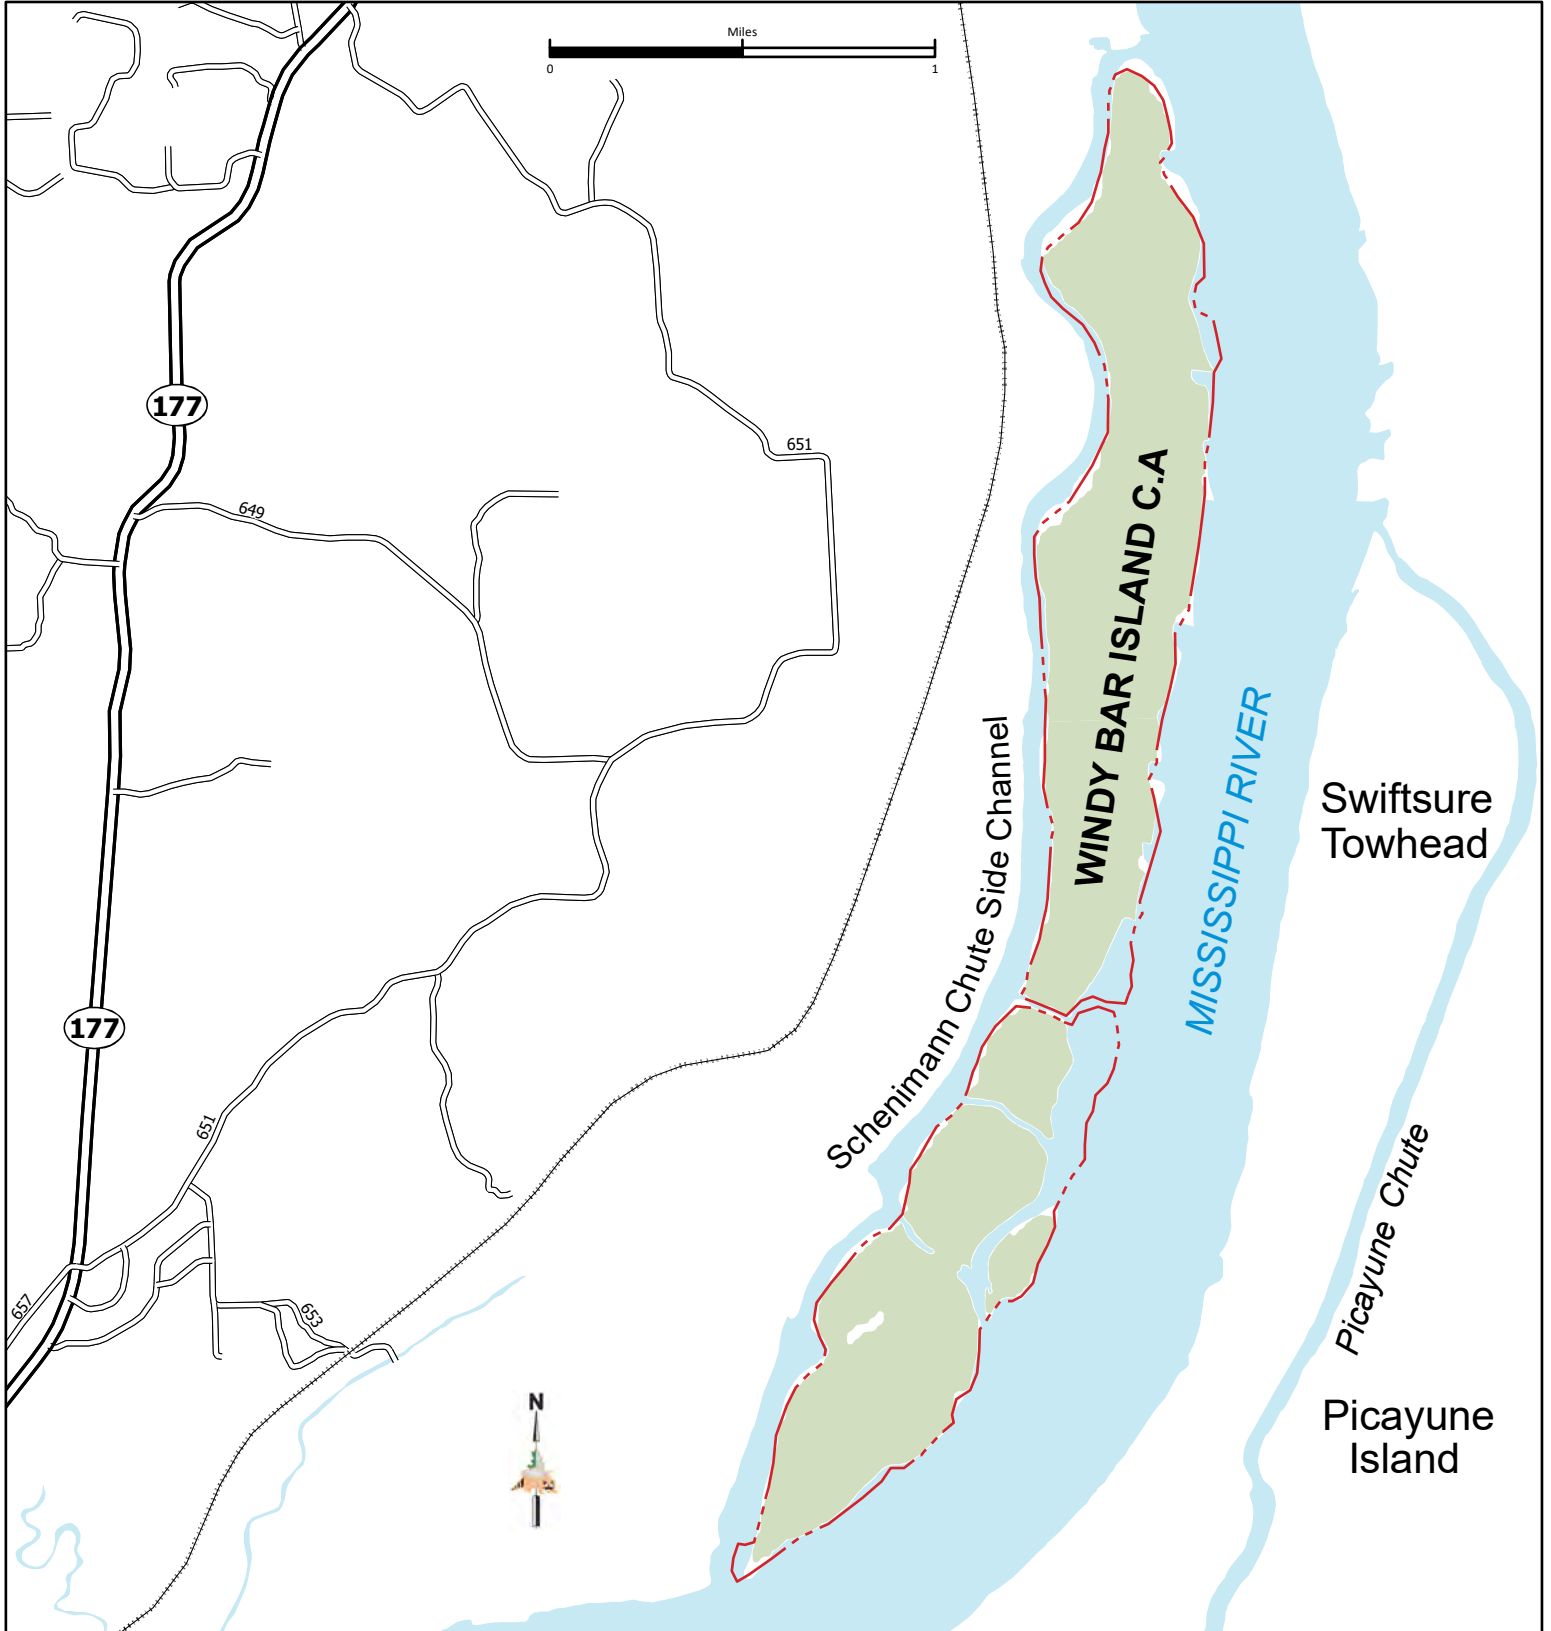 Miles
0 1
177
651
649
WINDY BAR ISLAND C.A
MISSISSIPPI RIVER
Schenimann Chute Side Channel
Swiftsure
Towhead
177
651
Picayune Chute
657
653
N
Picayune
Island